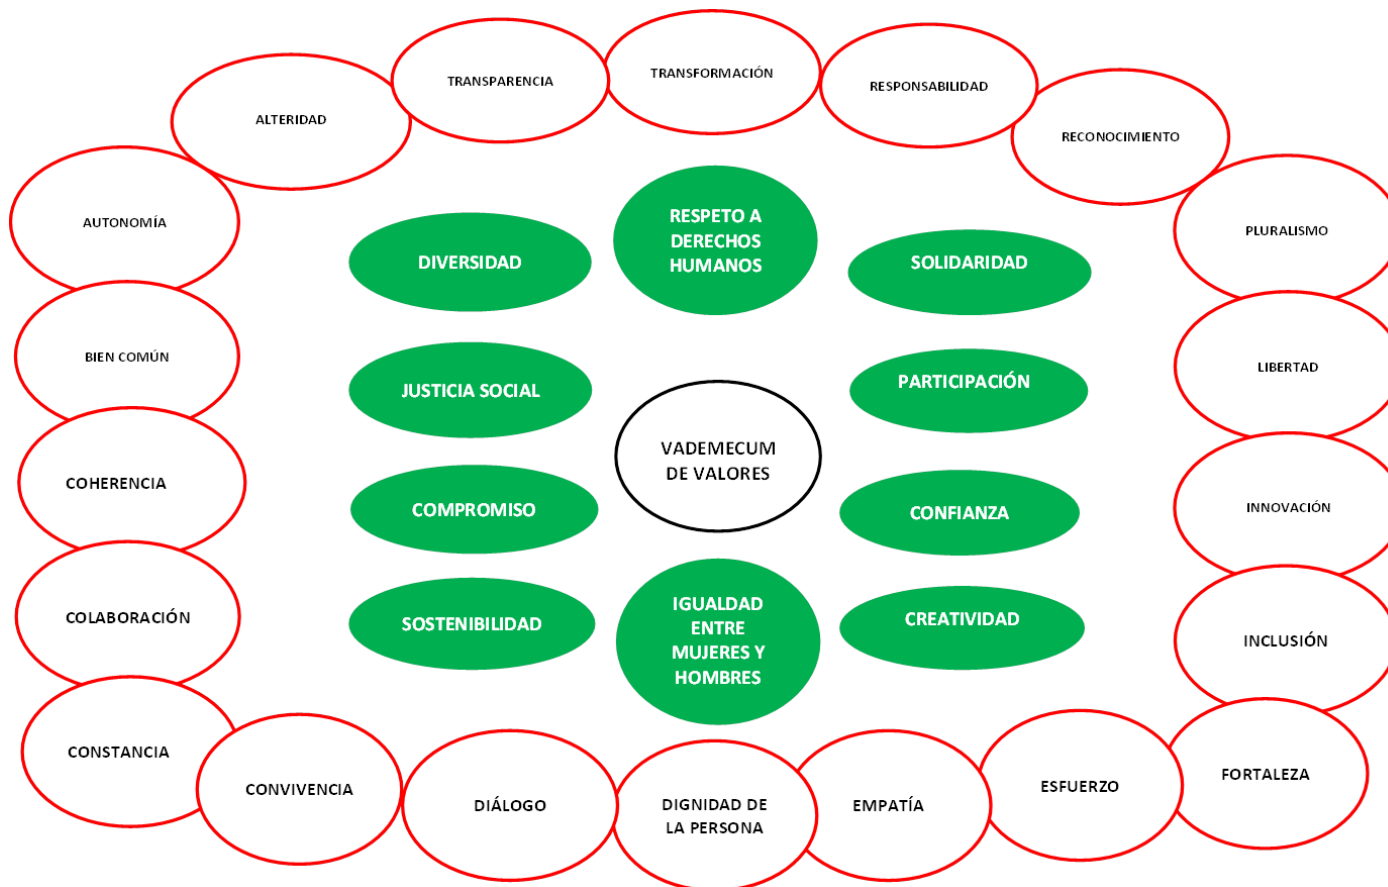 TRANSFORMACIÓN
TRANSPARENCIA
RESPONSABILIDAD
ALTERIDAD
RECONOCIMIENTO
AUTONOMÍA
PLURALISMO
RESPETO A
DERECHOS
HUMANOS
DIVERSIDAD
SOLIDARIDAD
BIEN COMÚN
LIBERTAD
JUSTICIA SOCIAL
PARTICIPACIÓN
VADEMECUM
DE VALORES
COHERENCIA
COMPROMISO
CONFIANZA
INNOVACIÓN
COLABORACIÓN
SOSTENIBILIDAD
IGUALDAD
ENTRE
MUJERES Y
HOMBRES
CREATIVIDAD
INCLUSIÓN
CONSTANCIA
CONVIVENCIA
DIÁLOGO
DIGNIDAD DE
LA PERSONA
EMPATÍA
ESFUERZO
FORTALEZA